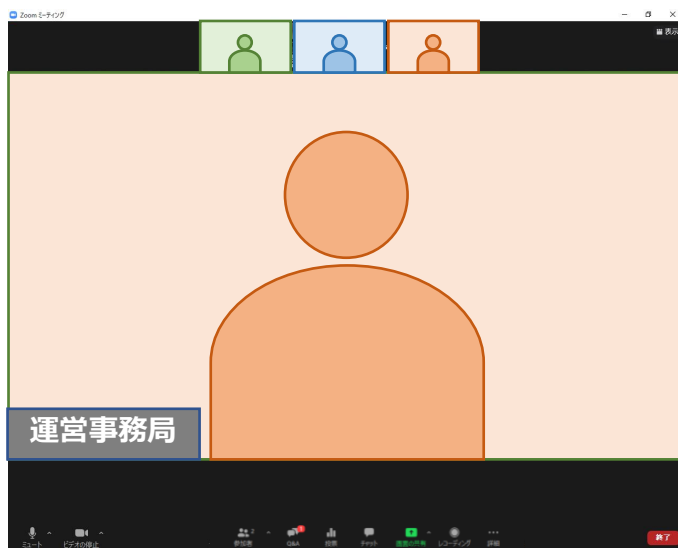 Zoom ミーティング
表示
運営事務局
2
1
ミュート
ビデオの停止
参加者
Q&A
投票
チャット
画面の共有
レコーディング
詳細
終了